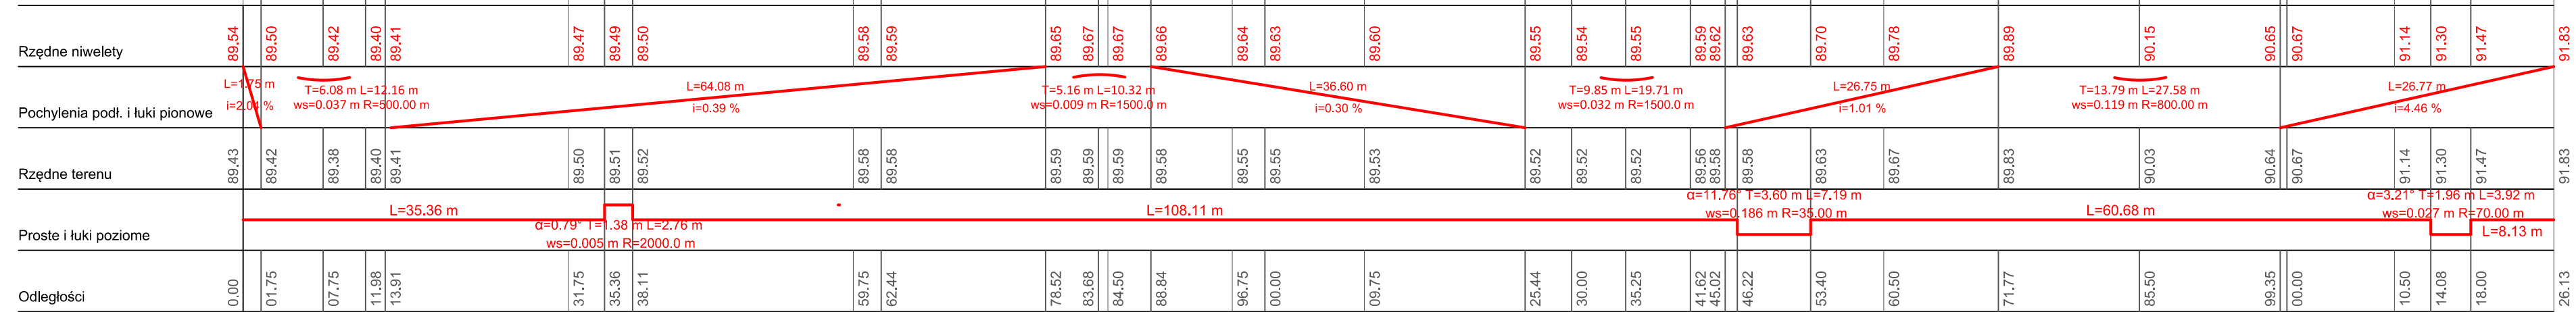 Rzędne niwelety
89.54 89.50 89.42 89.40 89.41 89.47 89.49 89.50 89.58 89.59 89.65 89.67 89.67 89.66 89.64 89.63 89.60 89.55 89.54 89.55 89.59 89.62 89.63 89.70 89.78 89.89 90.15 90.65 90.67 91.14 91.30 91.47 91.83
Pochylenia podł. i łuki pionowe
L=1.75 m
i=2.04 %
T=6.08 m L=12.16 m
ws=0.037 m R=500.00 m
L=64.08 m
i=0.39 %
T=5.16 m L=10.32 m
ws=0.009 m R=1500.0 m
L=36.60 m
i=0.30 %
T=9.85 m L=19.71 m
ws=0.032 m R=1500.0 m
L=26.75 m
i=1.01 %
T=13.79 m L=27.58 m
ws=0.119 m R=800.00 m
L=26.77 m
i=4.46 %
Rzędne terenu
89.43 89.42 89.38 89.40 89.41 89.50 89.51 89.52 89.58 89.58 89.59 89.59 89.59 89.58 89.55 89.55 89.53 89.52 89.52 89.52 89.56 89.58 89.58 89.63 89.67 89.83 90.03 90.64 90.67 91.14 91.30 91.47 91.83
Proste i łuki poziome
L=35.36 m
α=0.79° T=1.38 m L=2.76 m
ws=0.005 m R=2000.0 m
L=108.11 m
α=11.76° T=3.60 m L=7.19 m
ws=0.186 m R=35.00 m
L=60.68 m
α=3.21° T=1.96 m L=3.92 m
ws=0.027 m R=70.00 m
L=8.13 m
Odległości
0.00 01.75 07.75 11.98 13.91 31.75 35.36 38.11 59.75 62.44 78.52 83.68 84.50 88.84 96.75 00.00 09.75 25.44 30.00 35.25 41.62 45.02 46.22 53.40 60.50 71.77 85.50 99.35 00.00 10.50 14.08 18.00 26.13